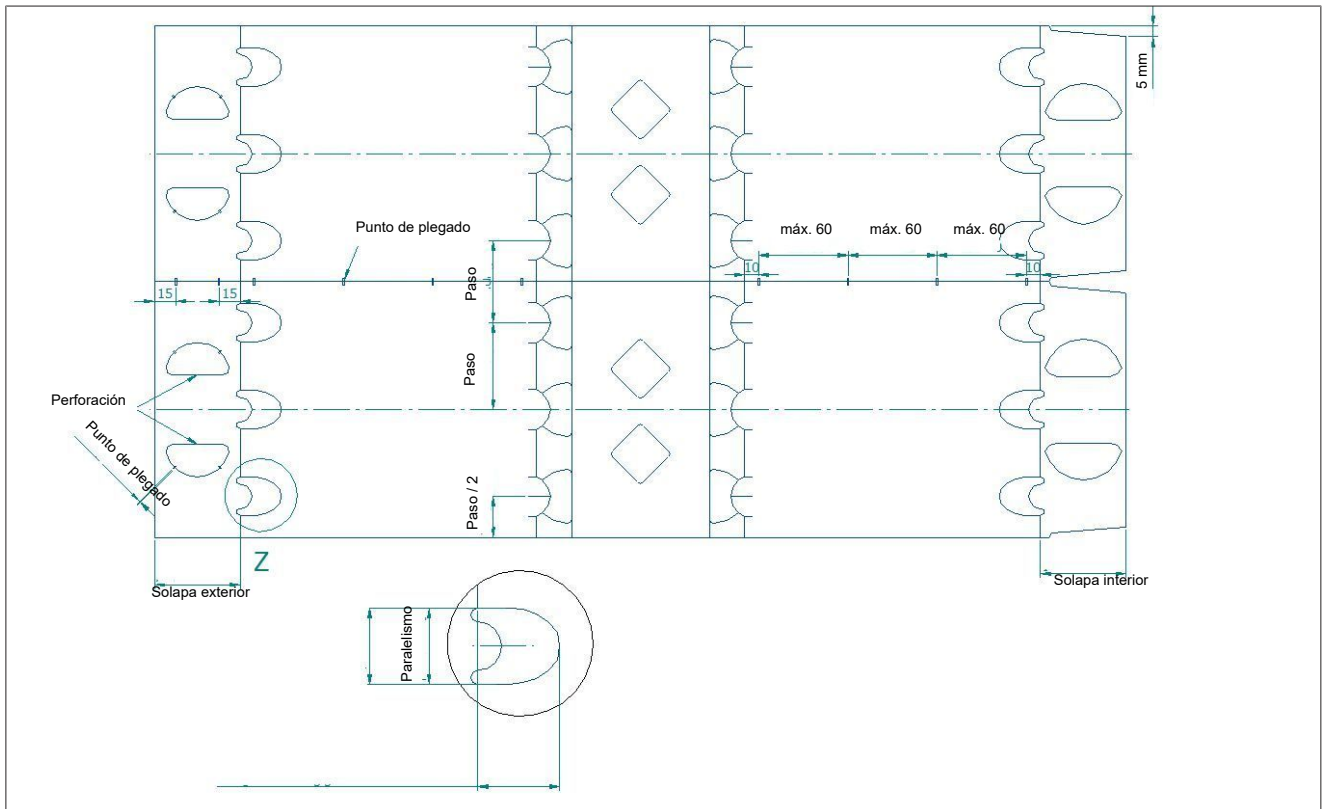 5 mm
Punto de plegado
máx. 60
máx. 60
máx. 60
10
10
Paso
15
15
Paso
Perforación
Punto de plegado
Paso / 2
Z
Solapa exterior
Solapa inferior
Paralelismo